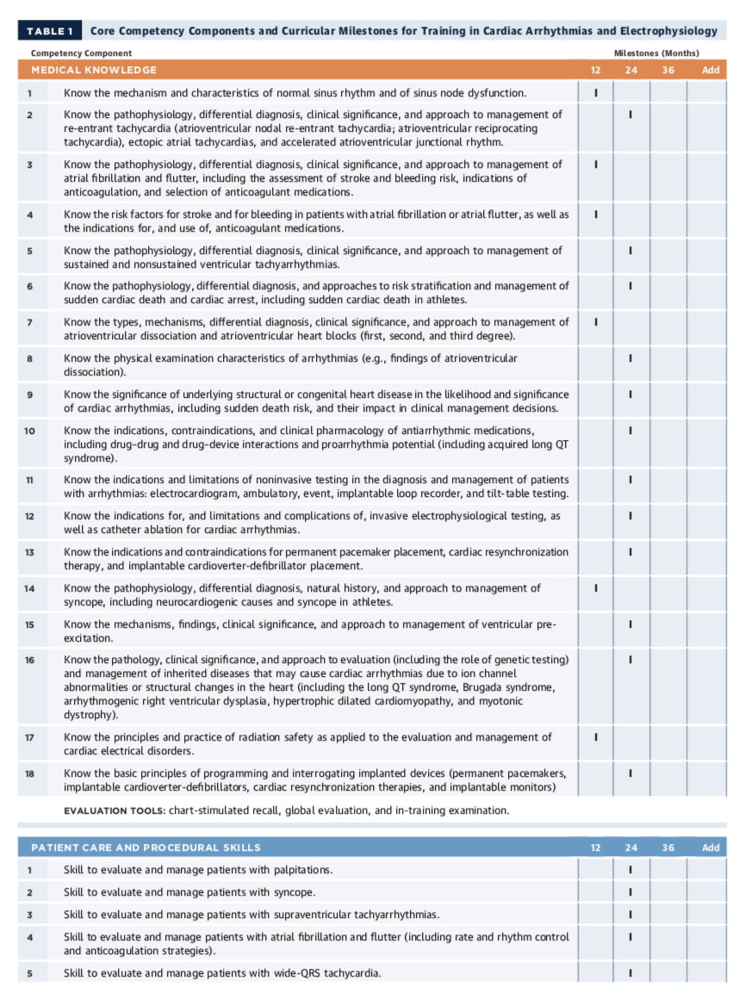 TABLE 1 Core Competency Components and Curricular Milestones for Training in Cardiac Arrhythmias and Electrophysiology
Competency Component Milestones (Months)
MEDICAL KNOWLEDGE 12 24 36 Add
1 Know the mechanism and characteristics of normal sinus rhythm and of sinus node dysfunction. I
2 Know the pathophysiology, differential diagnosis, clinical significance, and approach to management of I
re-entrant tachycardia (atrioventricular nodal re-entrant tachycardia; atrioventricular reciprocating
tachycardia), ectopic atrial tachycardias, and accelerated atrioventricular junctional rhythm.
3 Know the pathophysiology, differential diagnosis, clinical significance, and approach to management of I
atrial fibrillation and flutter, including the assessment of stroke and bleeding risk, indications of
anticoagulation, and selection of anticoagulant medications.
4 Know the risk factors for stroke and for bleeding in patients with atrial fibrillation or atrial flutter, as well as I
the indications for, and use of, anticoagulant medications.
5 Know the pathophysiology, differential diagnosis, clinical significance, and approach to management of I
sustained and nonsustained ventricular tachyarrhythmias.
6 Know the pathophysiology, differential diagnosis, and approaches to risk stratification and management of I
sudden cardiac death and cardiac arrest, including sudden cardiac death in athletes.
7 Know the types, mechanisms, differential diagnosis, clinical significance, and approach to management of I
atrioventricular dissociation and atrioventricular heart blocks (first, second, and third degree).
8 Know the physical examination characteristics of arrhythmias (e.g., findings of atrioventricular I
dissociation).
9 Know the significance of underlying structural or congenital heart disease in the likelihood and significance I
of cardiac arrhythmias, including sudden death risk, and their impact in clinical management decisions.
10 Know the indications, contraindications, and clinical pharmacology of antiarrhythmic medications, I
including drug–drug and drug–device interactions and proarrhythmia potential (including acquired long QT
syndrome).
11 Know the indications and limitations of noninvasive testing in the diagnosis and management of patients I
with arrhythmias: electrocardiogram, ambulatory, event, implantable loop recorder, and tilt-table testing.
12 Know the indications for, and limitations and complications of, invasive electrophysiological testing, as I
well as catheter ablation for cardiac arrhythmias.
13 Know the indications and contraindications for permanent pacemaker placement, cardiac resynchronization I
therapy, and implantable cardioverter-defibrillator placement.
14 Know the pathophysiology, differential diagnosis, natural history, and approach to management of I
syncope, including neurocardiogenic causes and syncope in athletes.
15 Know the mechanisms, findings, clinical significance, and approach to management of ventricular pre- I
excitation.
16 Know the pathology, clinical significance, and approach to evaluation (including the role of genetic testing) I
and management of inherited diseases that may cause cardiac arrhythmias due to ion channel
abnormalities or structural changes in the heart (including the long QT syndrome, Brugada syndrome,
arrhythmogenic right ventricular dysplasia, hypertrophic dilated cardiomyopathy, and myotonic
dystrophy).
17 Know the principles and practice of radiation safety as applied to the evaluation and management of I
cardiac electrical disorders.
18 Know the basic principles of programming and interrogating implanted devices (permanent pacemakers, I
implantable cardioverter-defibrillators, cardiac resynchronization therapies, and implantable monitors)
EVALUATION TOOLS: chart-stimulated recall, global evaluation, and in-training examination.
PATIENT CARE AND PROCEDURAL SKILLS 12 24 36 Add
1 Skill to evaluate and manage patients with palpitations. I
2 Skill to evaluate and manage patients with syncope. I
3 Skill to evaluate and manage patients with supraventricular tachyarrhythmias. I
4 Skill to evaluate and manage patients with atrial fibrillation and flutter (including rate and rhythm control I
and anticoagulation strategies).
5 Skill to evaluate and manage patients with wide-QRS tachycardia. I